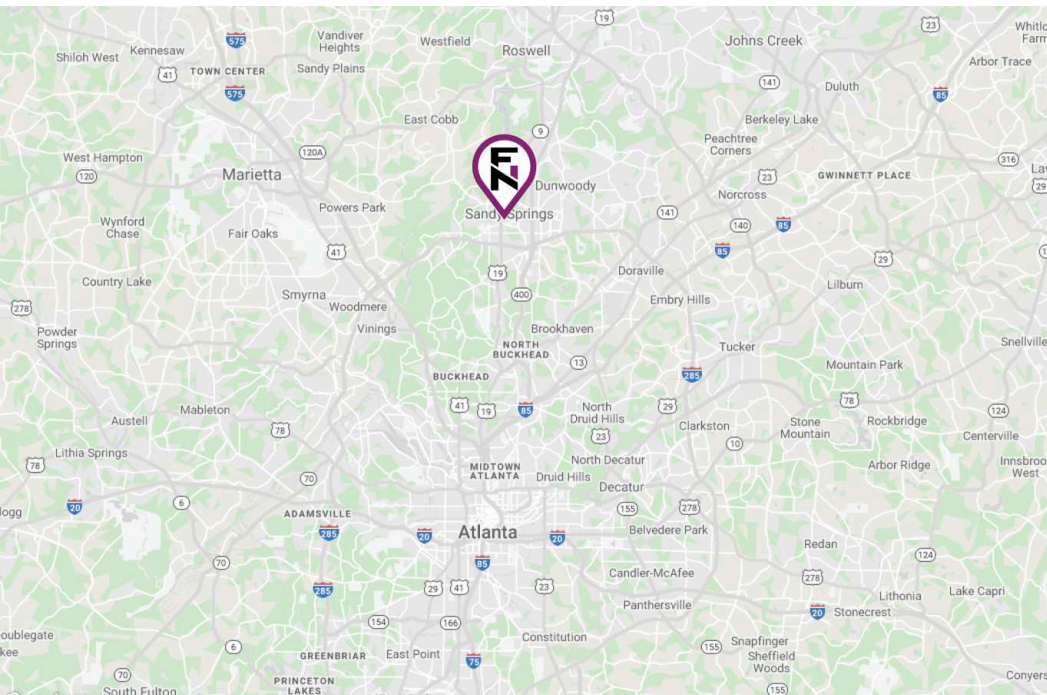 19
23
Whitlo
Farm
575
Vandiver
Heights
Westfield
Roswell
Johns Creek
Shiloh West
Kennesaw
41
TOWN CENTER
Sandy Plains
Arbor Trace
575
141
Duluth
85
East Cobb
9
Berkeley Lake
Peachtree
Corners
FN
West Hampton
120A
120
Marietta
316
23
GWINNETT PLACE
Dunwoody
Norcross
29
Powers Park
Sandy Springs
141
140
85
Wynford
Chase
Fair Oaks
41
85
29
19
Doraville
Country Lake
Lilburn
Smyrna
400
Embry Hills
278
Woodmere
Powder
Springs
Vinings
Brookhaven
Snellville
NORTH
BUCKHEAD
Tucker
13
Mountain Park
BUCKHEAD
285
41
19
85
North
Druid Hills
29
78
124
Austell
Mableton
78
Clarkston
Stone
Mountain
Rockbridge
23
Centerville
10
Lithia Springs
78
North Decatur
MIDTOWN
ATLANTA
Druid Hills
Arbor Ridge
Innsbroo
West
70
Decatur
20
6
155
278
ogg
ADAMSVILLE
285
20
Atlanta
20
Belvedere Park
Redan
70
85
124
Candler-McAfee
285
29
41
23
278
Lake Capri
Panthersville
Lithonia
20
Stonecrest
154
166
oublegate
kee
6
Constitution
155
Snapfinger
GREENBRIAR
East Point
75
Sheffield
Woods
70
PRINCETON
LAKES
Conyers
South Fulton
155